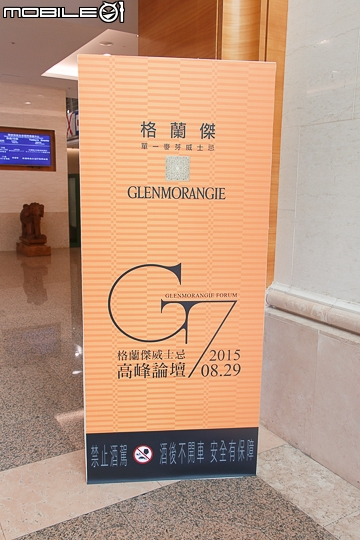 MOBILE01
格蘭傑
單一麥芽威士忌
GLENMORANGIE
G7
GLENMORANGIE FORUM
格蘭傑威士忌
高峰論壇
2015
08.29
禁止酒駕 酒後不開車 安全有保障